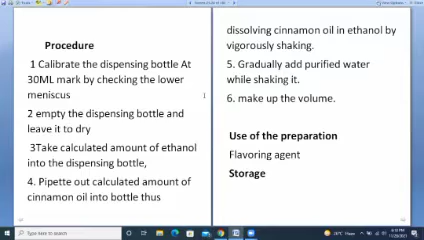 Procedure
1 Calibrate the dispensing bottle At
30ML mark by checking the lower
meniscus
2 empty the dispensing bottle and
leave it to dry
3Take calculated amount of ethanol
into the dispensing bottle,
4. Pipette out calculated amount of
cinnamon oil into bottle thus
dissolving cinnamon oil in ethanol by
vigorously shaking.
5. Gradually add purified water
while shaking it.
6. make up the volume.
Use of the preparation
Flavoring agent
Storage
Type here to search